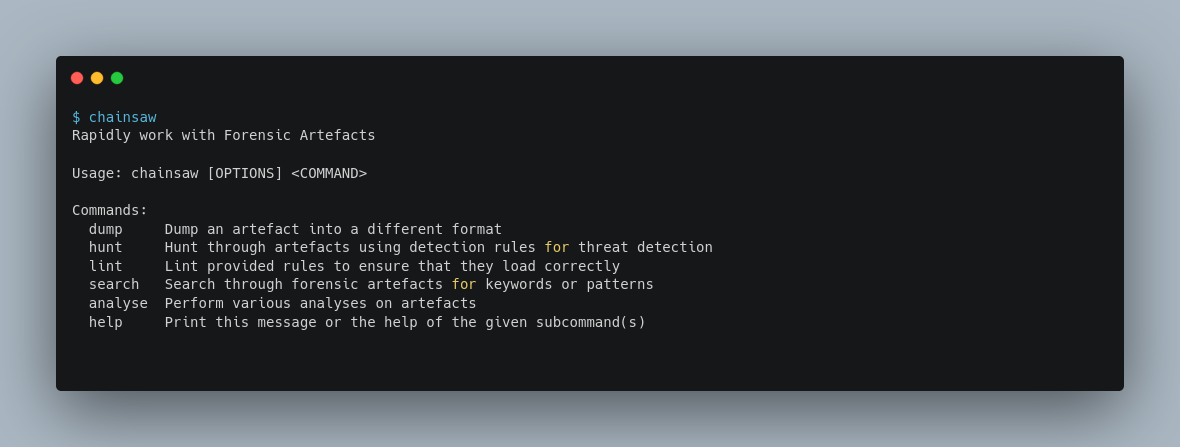 $ chainsaw
Rapidly work with Forensic Artefacts
Usage: chainsaw [OPTIONS] <COMMAND>
Commands:
dump Dump an artefact into a different format
hunt Hunt through artefacts using detection rules for threat detection
lint Lint provided rules to ensure that they load correctly
search Search through forensic artefacts for keywords or patterns
analyse Perform various analyses on artefacts
help Print this message or the help of the given subcommand(s)